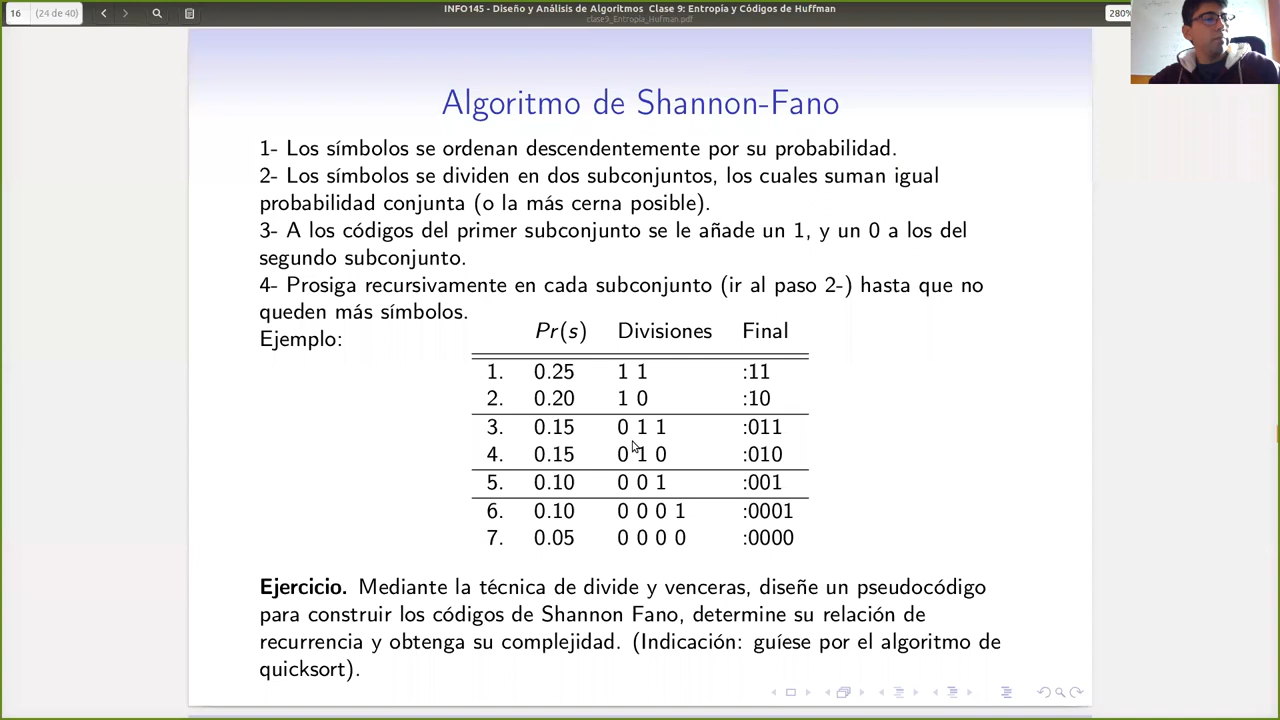 16 (24 de 40)
INFO145 - Diseño y Análisis de Algoritmos Clase 9: Entropía y Códigos de Huffman
clase9_Entropia_Hufman.pdf
280%
Algoritmo de Shannon-Fano
1- Los símbolos se ordenan descendentemente por su probabilidad.
2- Los símbolos se dividen en dos subconjuntos, los cuales suman igual
probabilidad conjunta (o la más cerna posible).
3- A los códigos del primer subconjunto se le añade un 1, y un 0 a los del
segundo subconjunto.
4- Prosiga recursivamente en cada subconjunto (ir al paso 2-) hasta que no
queden más símbolos.
Ejemplo:
Pr(s) Divisiones Final
1. 0.25 1 1 :11
2. 0.20 1 0 :10
3. 0.15 0 1 1 :011
4. 0.15 0 1 0 :010
5. 0.10 0 0 1 :001
6. 0.10 0 0 0 1 :0001
7. 0.05 0 0 0 0 :0000
Ejercicio. Mediante la técnica de divide y venceras, diseñe un pseudocódigo
para construir los códigos de Shannon Fano, determine su relación de
recurrencia y obtenga su complejidad. (Indicación: guíese por el algoritmo de
quicksort).